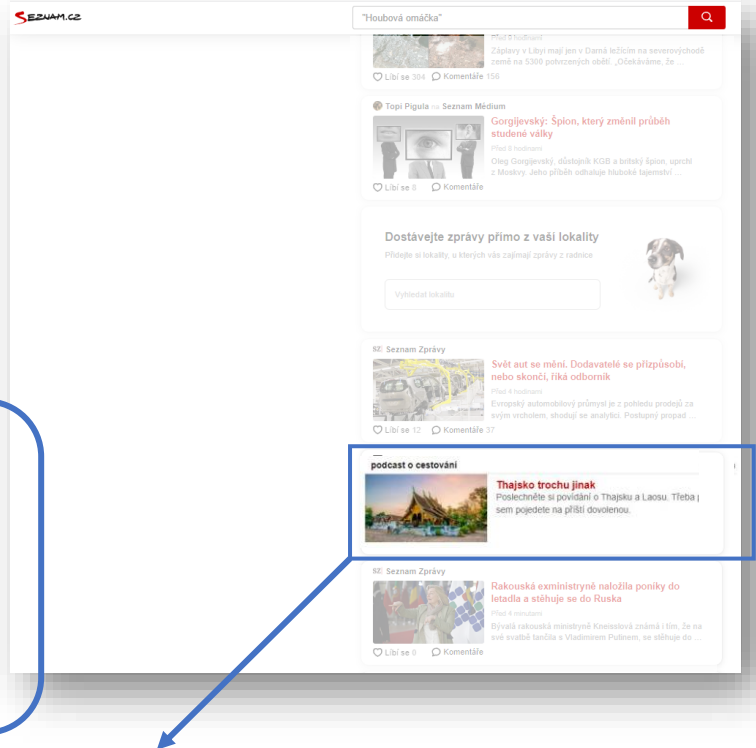 SEZNAM.CZ
"Houbová omáčka"
Před 9 hodinami
Záplavy v Libyi mají jen v Darná ležícím na severovýchodě
země na 5300 potvrzených obětí. „Očekáváme, že ...
Líbí se 304 Komentáře 156
Topi Pigula na Seznam Médium
Gorgijevský: Špion, který změnil průběh
studené války
Před 6 hodinami
Oleg Gorgijevský, důstojník KGB a britský špion, uprchl
z Moskvy. Jeho příběh odhaluje hluboké tajemství ...
Líbí se 8 Komentáře
Dostávejte zprávy přímo z vaší lokality
Přidejte si lokality, u kterých vás zajímají zprávy z radnice
Vyhledat lokalitu
SZ Seznam Zprávy
Svět aut se mění. Dodavatelé se přizpůsobí,
nebo skončí, říká odborník
Před 4 hodinami
Evropský automobilový průmysl je z pohledu prodejů za
svým vrcholem, shodují se analytici. Postupný propad ...
Líbí se 12 Komentáře 37
podcast o cestování
Thajsko trochu jinak
Poslechněte si povídání o Thajsku a Laosu. Třeba
sem pojedete na příští dovolenou.
SZ Seznam Zprávy
Rakouská exministryně naložila poníky do
letadla a stěhuje se do Ruska
Před 4 minutami
Bývalá rakouská ministryně Kneisslová známá i tím, že na
své svatbě tančila s Vladimirem Putinem, se stěhuje do ...
Líbí se 8 Komentáře